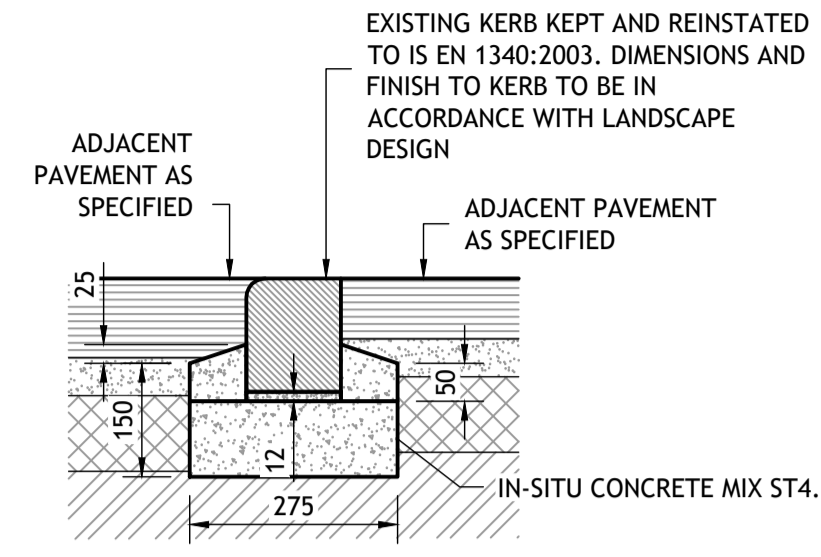 EXISTING KERB KEPT AND REINSTATED
TO IS EN 1340:2003. DIMENSIONS AND
FINISH TO KERB TO BE IN
ACCORDANCE WITH LANDSCAPE
DESIGN
ADJACENT
PAVEMENT AS
SPECIFIED
ADJACENT PAVEMENT
AS SPECIFIED
25
50
150
12
IN-SITU CONCRETE MIX ST4.
275